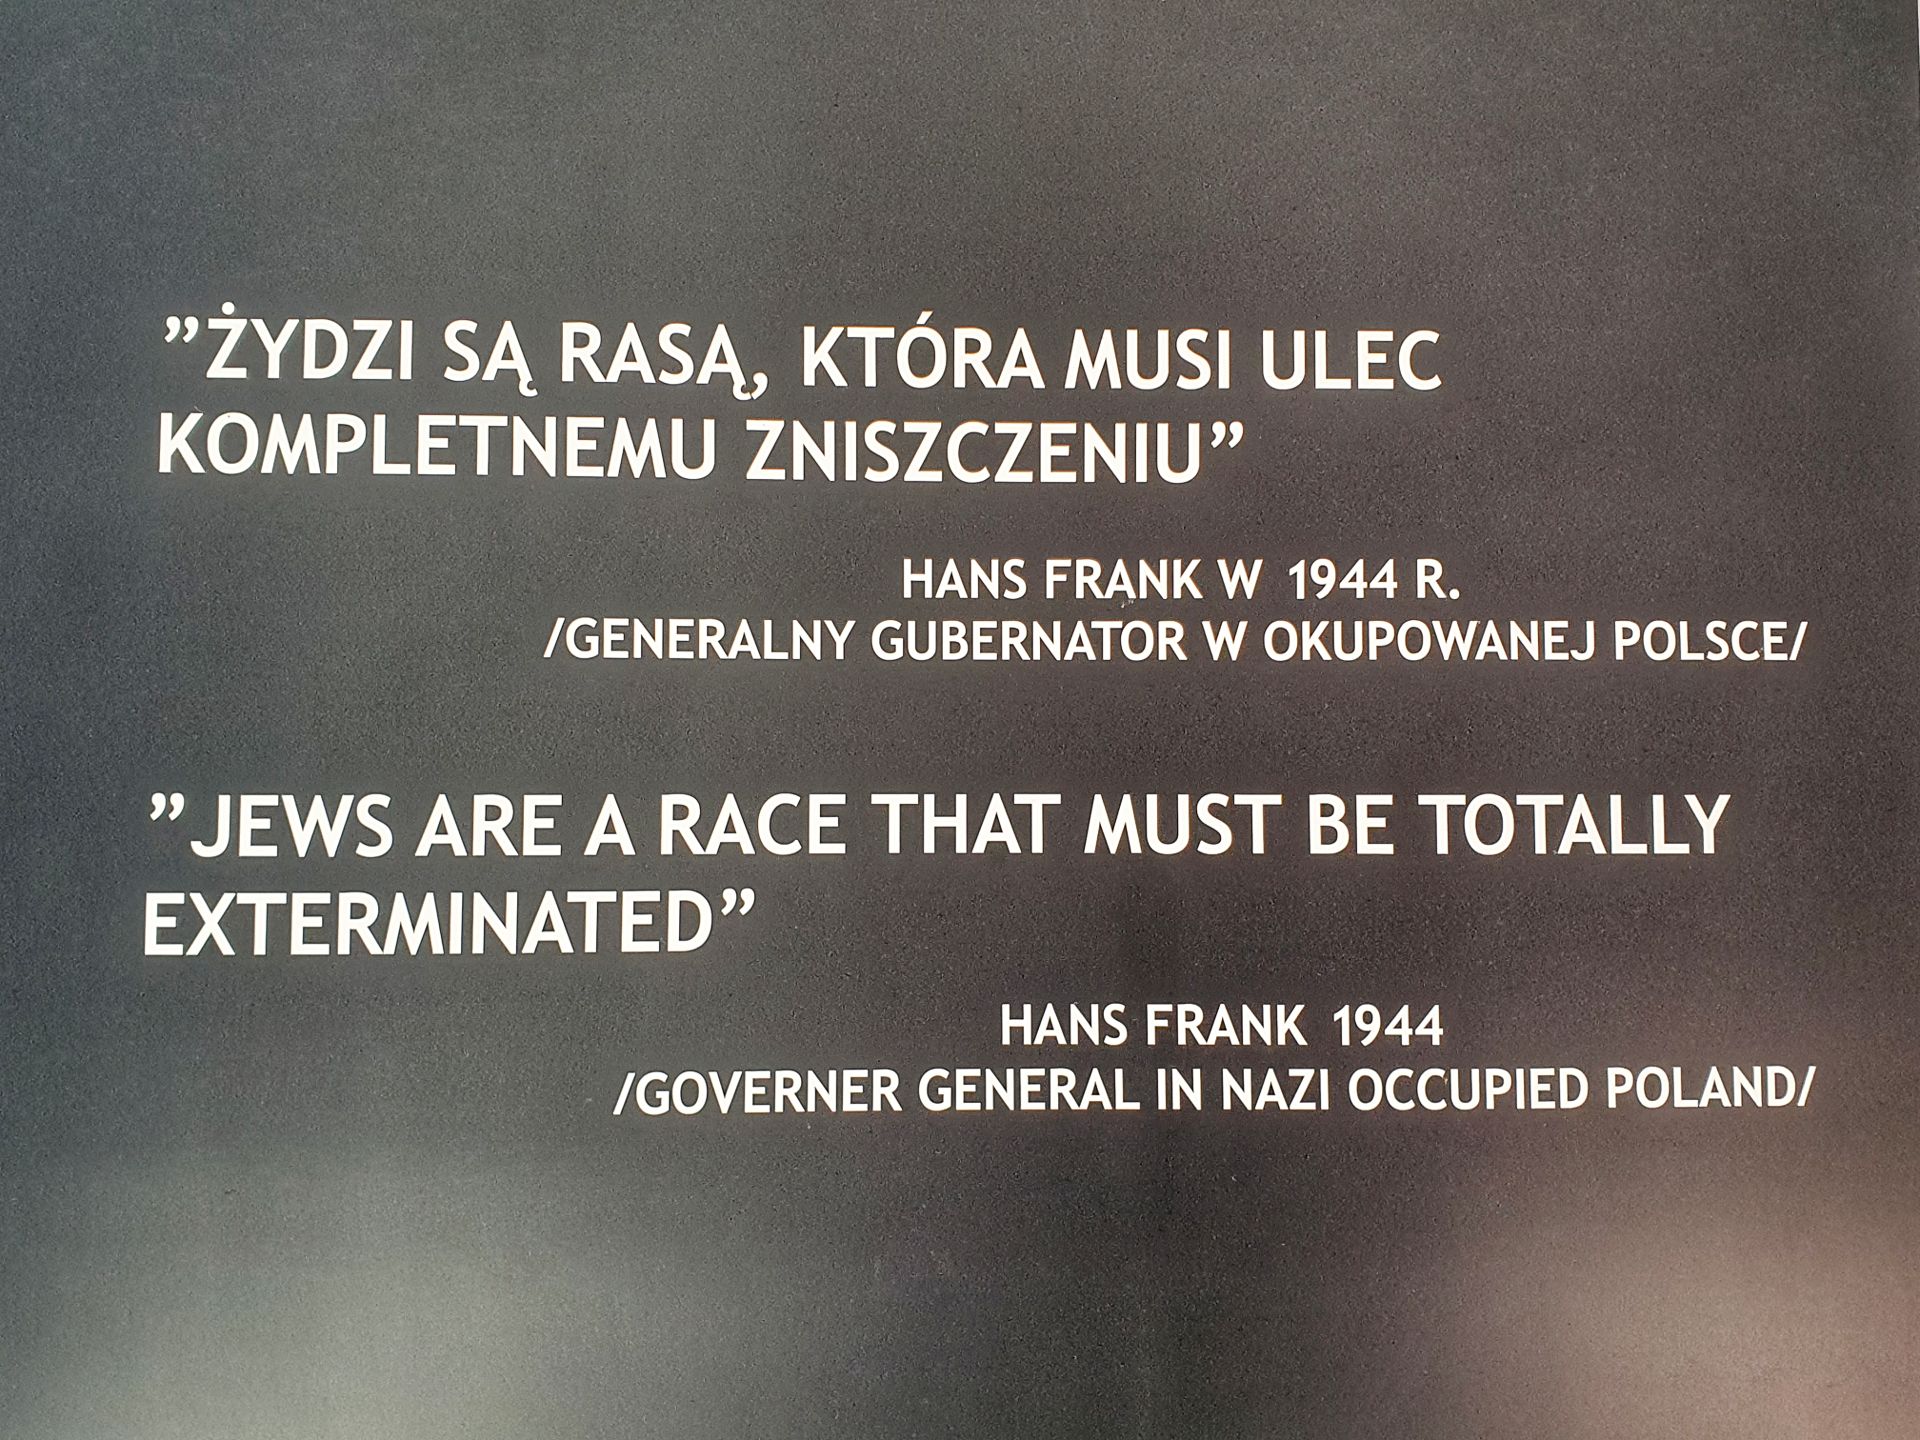 ”ŻYDZI SĄ RASĄ, KTÓRA MUSI ULEC
KOMPLETNEMU ZNISZCZENIU”
HANS FRANK W 1944 R.
/GENERALNY GUBERNATOR W OKUPOWANEJ POLSCE/
”JEWS ARE A RACE THAT MUST BE TOTALLY
EXTERMINATED”
HANS FRANK 1944
/GOVERNER GENERAL IN NAZI OCCUPIED POLAND/